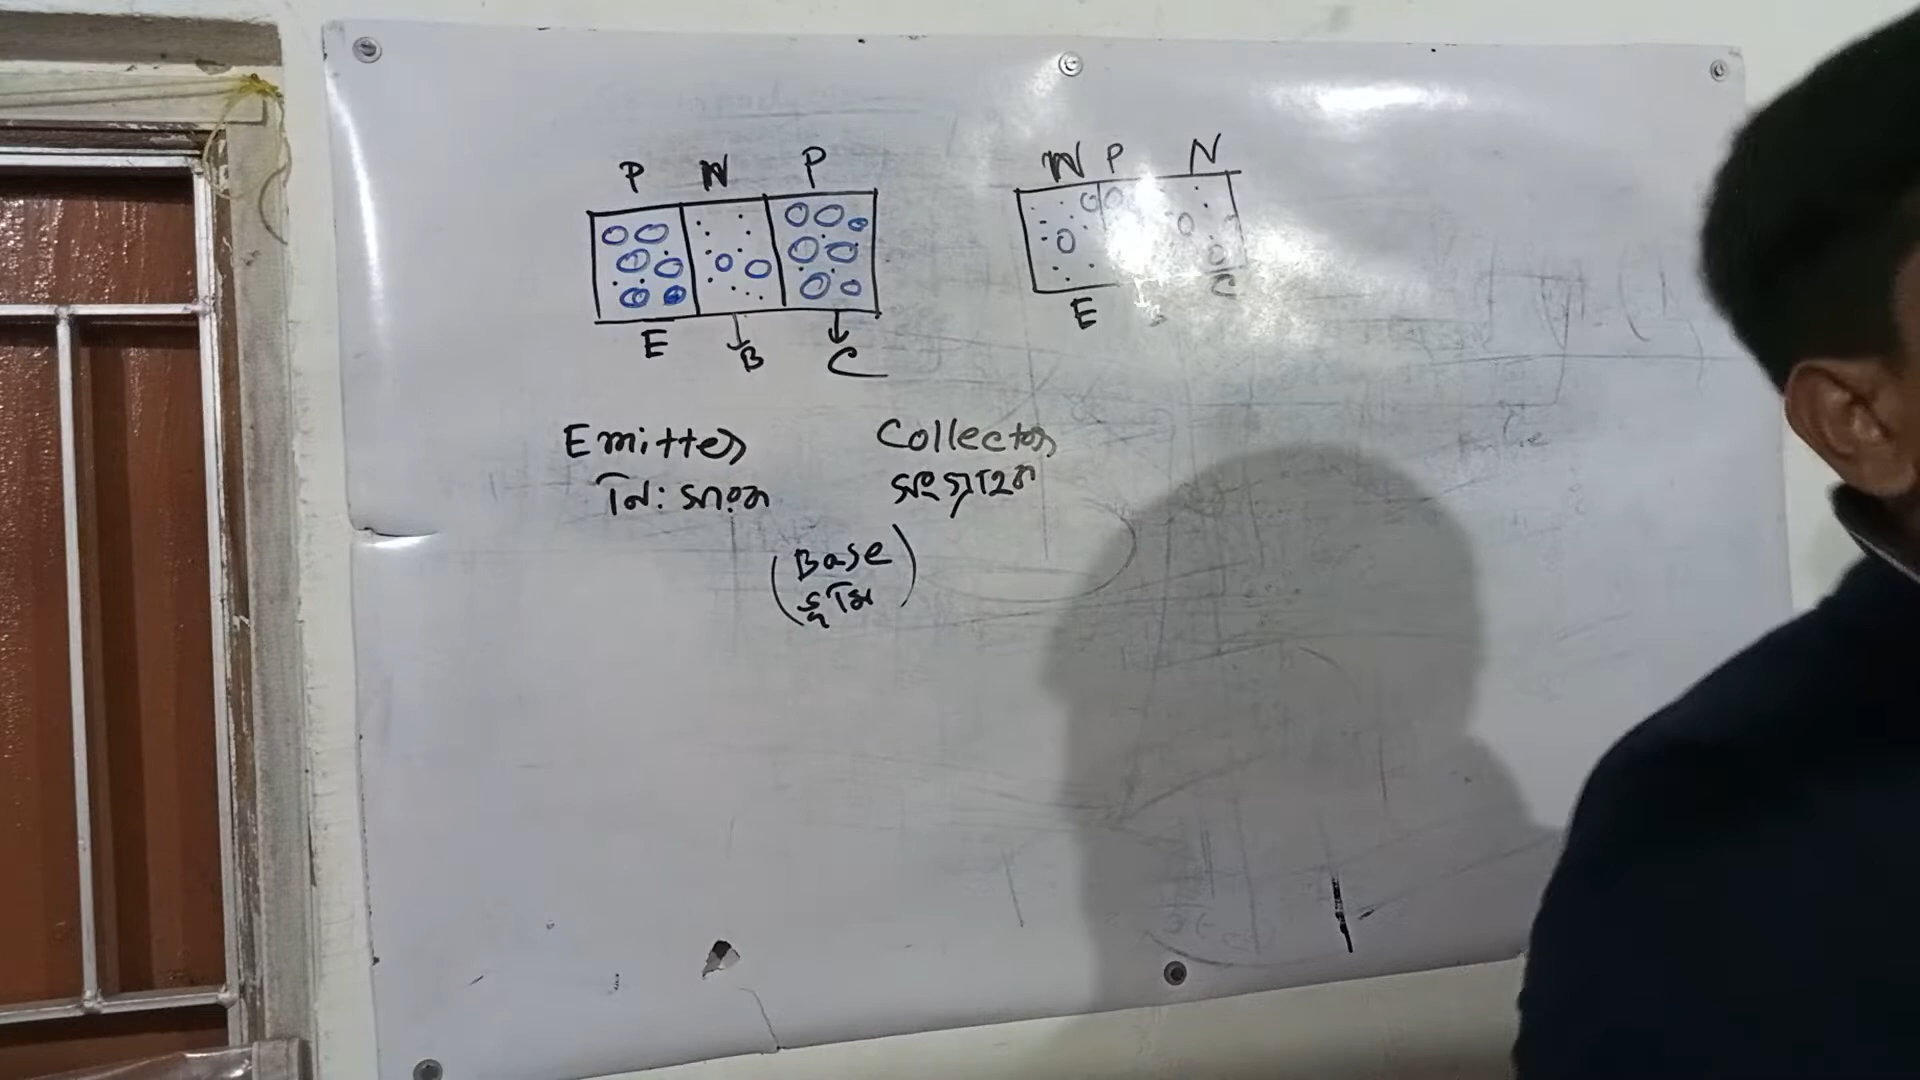 P N P
N P N
E B C
E C
Emitter Collector
নিঃসারক সংগ্রাহক
(Base
ভূমি)